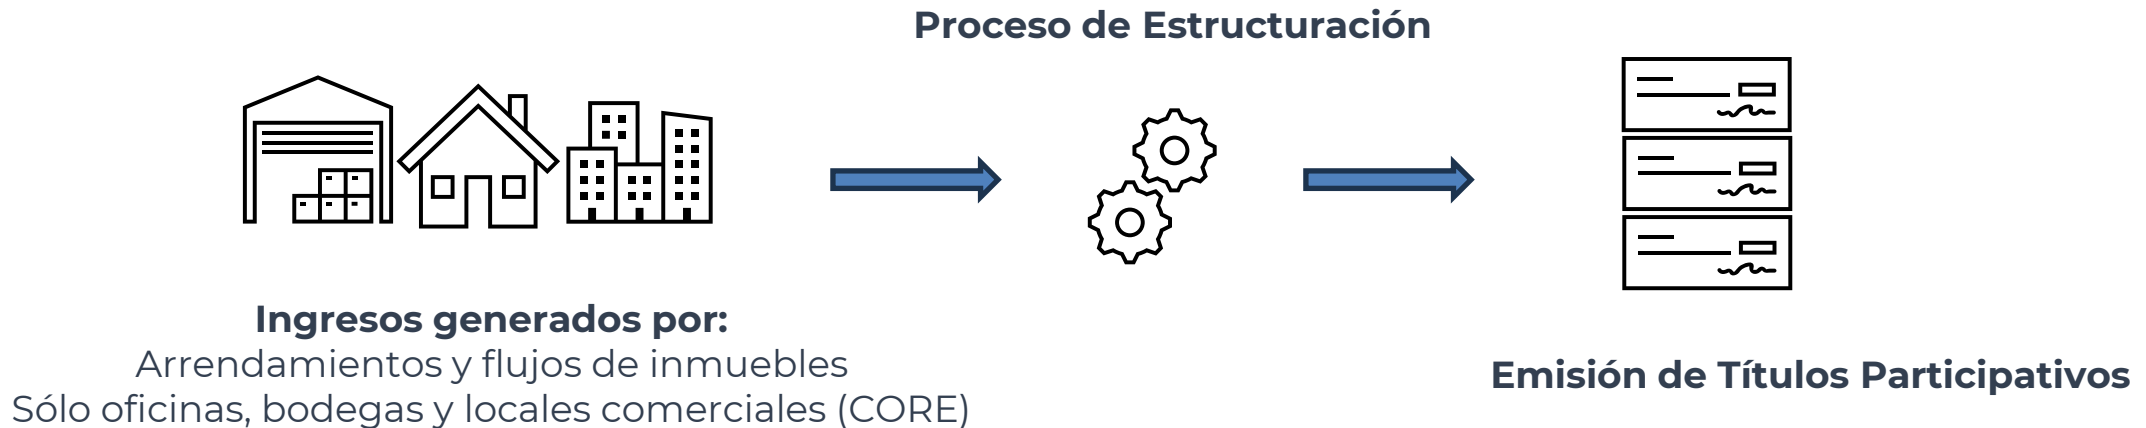 Proceso de Estructuración
Ingresos generados por:
Arrendamientos y flujos de inmuebles
Sólo oficinas, bodegas y locales comerciales (CORE)
Emisión de Títulos Participativos